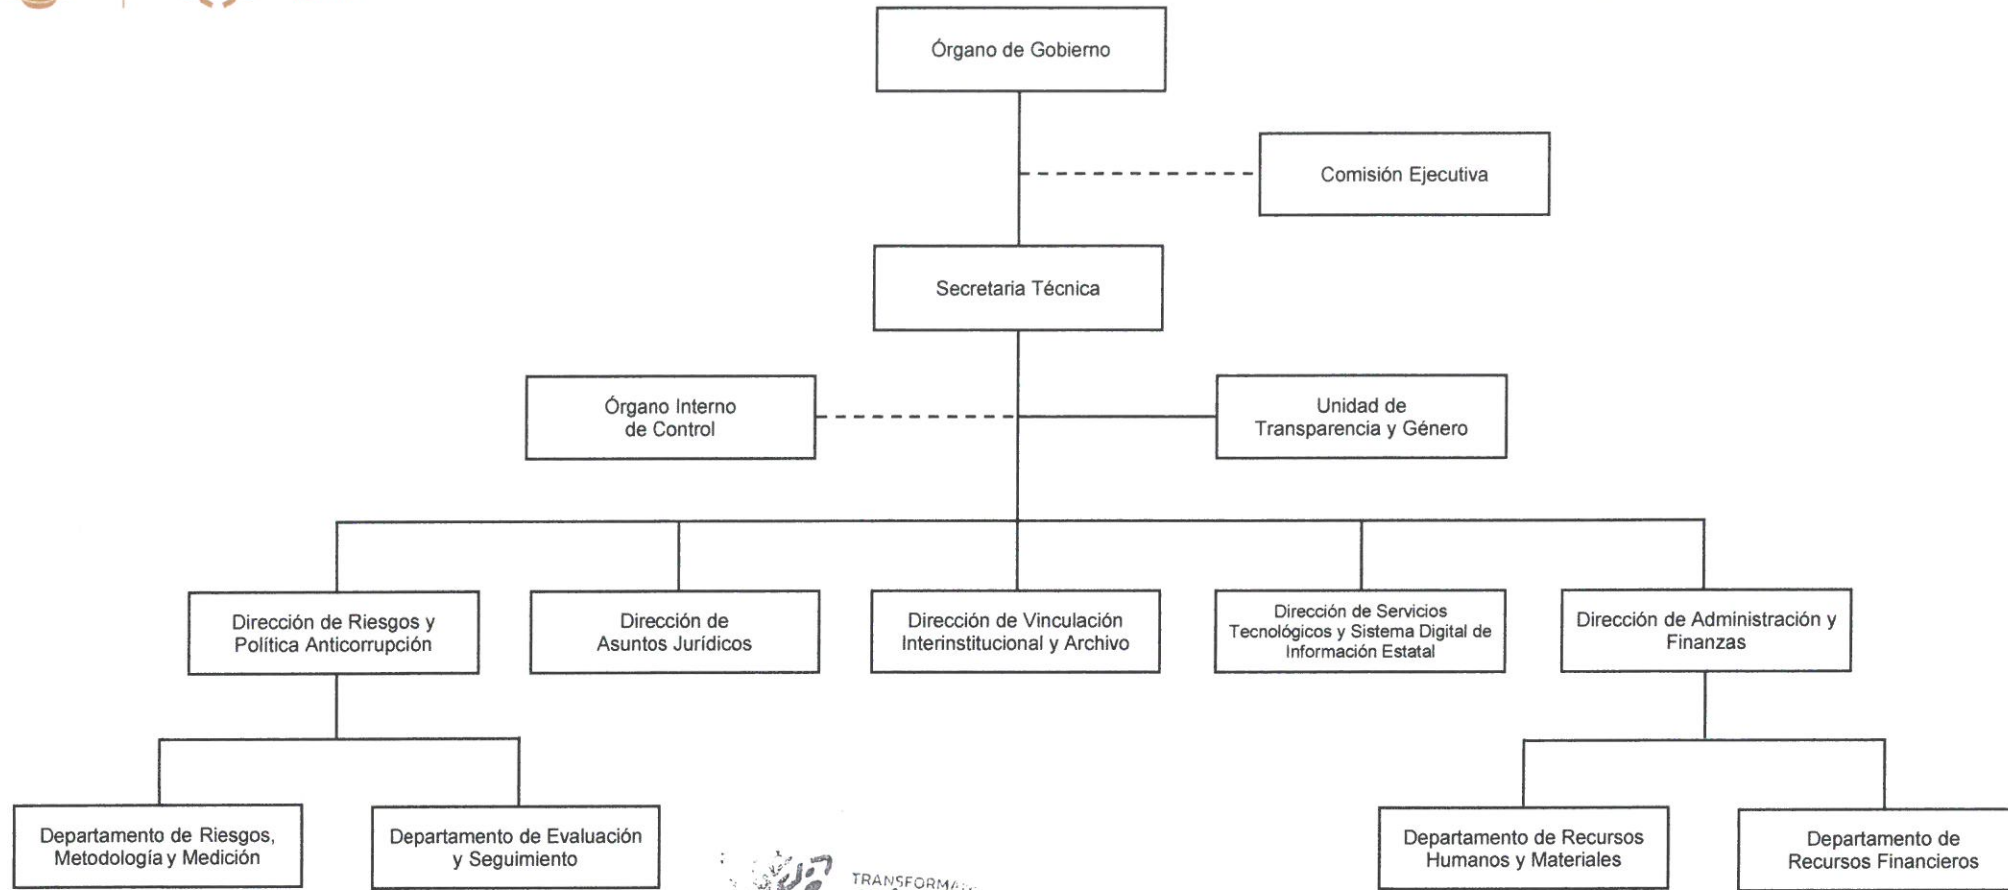 Órgano de Gobierno
Comisión Ejecutiva
Secretaria Técnica
Órgano Interno
de Control
Unidad de
Transparencia y Género
Dirección de Riesgos y
Política Anticorrupción
Dirección de
Asuntos Jurídicos
Dirección de Vinculación
Interinstitucional y Archivo
Dirección de Servicios
Tecnológicos y Sistema Digital de
Información Estatal
Dirección de Administración y
Finanzas
Departamento de Riesgos,
Metodología y Medición
Departamento de Evaluación
y Seguimiento
Departamento de Recursos
Humanos y Materiales
Departamento de
Recursos Financieros